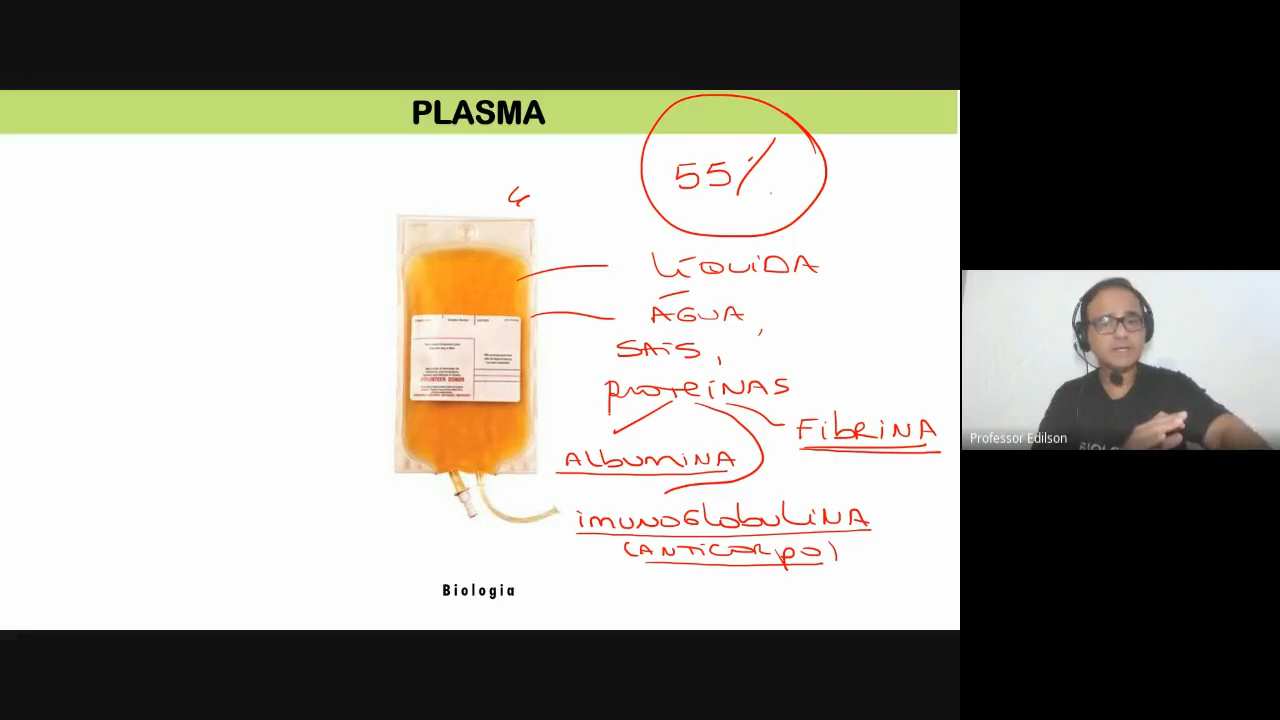 PLASMA
55%
LÍQUIDA
ÁGUA,
SAIS,
PROTEÍNAS
FIBRINA
ALBUMINA
IMUNOGLOBULINA
(ANTICORPO)
VOLUNTEER DONOR
Biologia
Professor Edilson